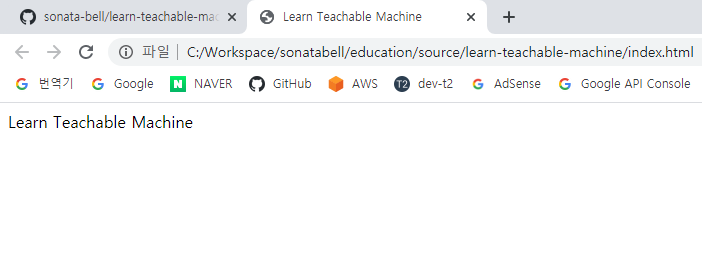 sonata-bell/learn-teachable-mac
Learn Teachable Machine
파일 C:/Workspace/sonatabell/education/source/learn-teachable-machine/index.html
번역기 Google NAVER GitHub AWS T2 dev-t2 AdSense Google API Console
Learn Teachable Machine